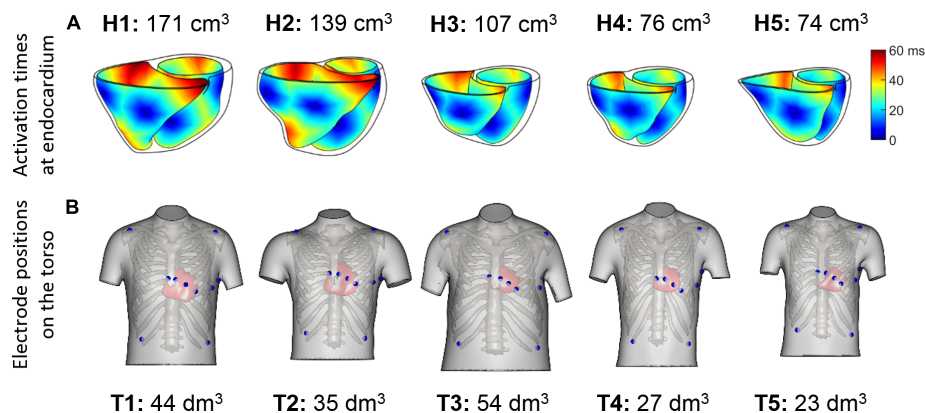 A
H1: 171 cm³ H2: 139 cm³ H3: 107 cm³ H4: 76 cm³ H5: 74 cm³
Activation times
at endocardium
60 ms
40
20
0
B
Electrode positions
on the torso
T1: 44 dm³ T2: 35 dm³ T3: 54 dm³ T4: 27 dm³ T5: 23 dm³